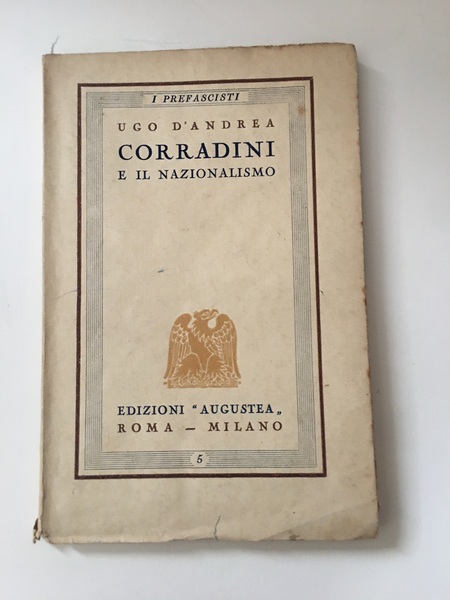 I PREFASCISTI
UGO D'ANDREA
CORRADINI
E IL NAZIONALISMO
EDIZIONI "AUGUSTEA„
ROMA — MILANO
5